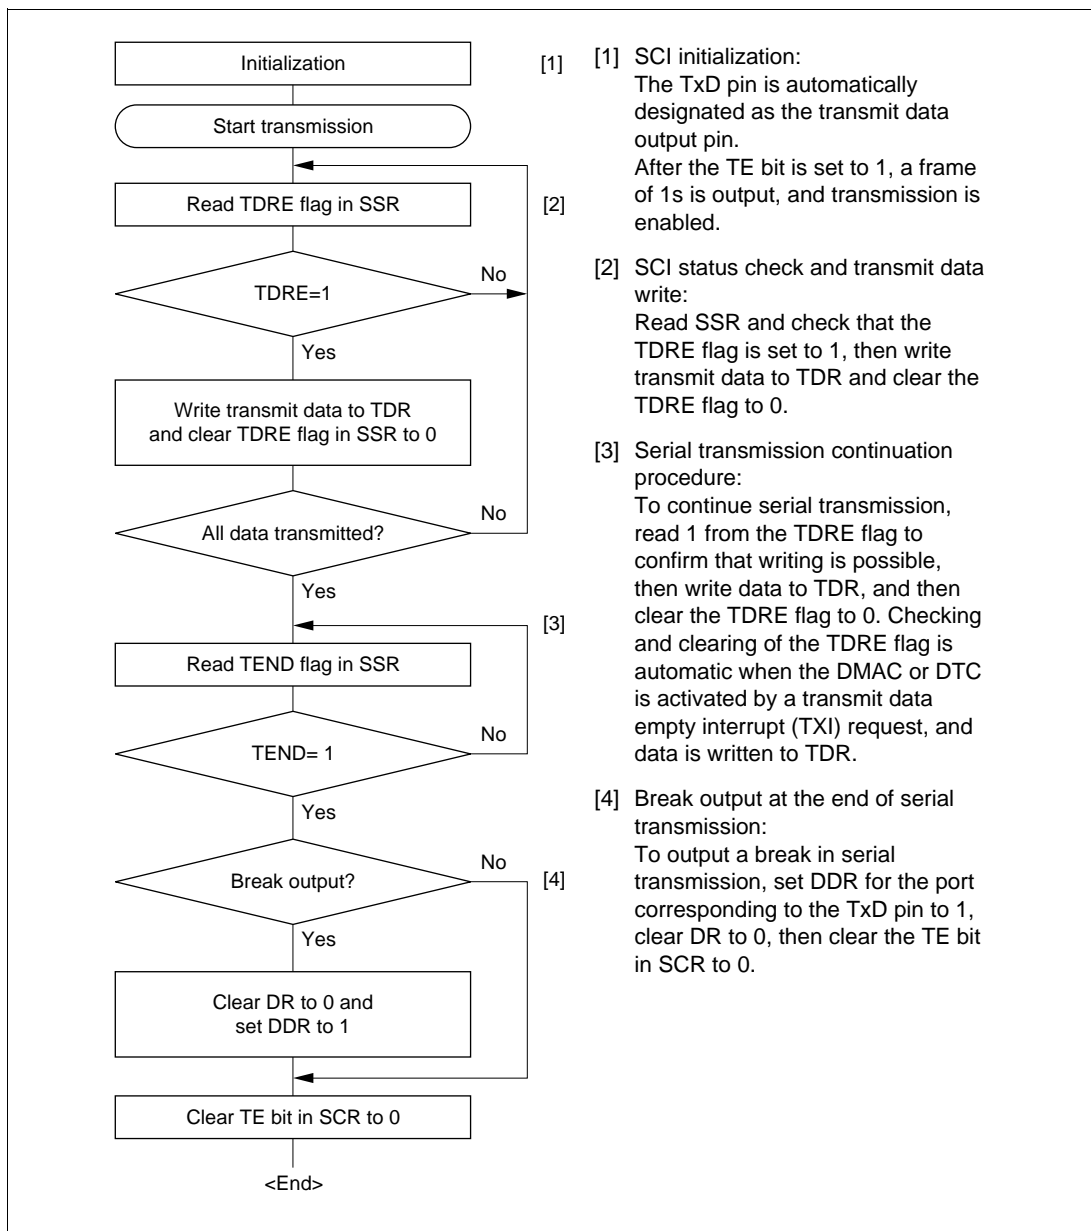 Initialization
[1]
Start transmission
Read TDRE flag in SSR
[2]
TDRE=1
No
Yes
Write transmit data to TDR
and clear TDRE flag in SSR to 0
All data transmitted?
No
Yes
[3]
Read TEND flag in SSR
TEND= 1
No
Yes
Break output?
No
[4]
Yes
Clear DR to 0 and
set DDR to 1
Clear TE bit in SCR to 0
<End>
[1] SCI initialization:
The TxD pin is automatically
designated as the transmit data
output pin.
After the TE bit is set to 1, a frame
of 1s is output, and transmission is
enabled.
[2] SCI status check and transmit data
write:
Read SSR and check that the
TDRE flag is set to 1, then write
transmit data to TDR and clear the
TDRE flag to 0.
[3] Serial transmission continuation
procedure:
To continue serial transmission,
read 1 from the TDRE flag to
confirm that writing is possible,
then write data to TDR, and then
clear the TDRE flag to 0. Checking
and clearing of the TDRE flag is
automatic when the DMAC or DTC
is activated by a transmit data
empty interrupt (TXI) request, and
data is written to TDR.
[4] Break output at the end of serial
transmission:
To output a break in serial
transmission, set DDR for the port
corresponding to the TxD pin to 1,
clear DR to 0, then clear the TE bit
in SCR to 0.